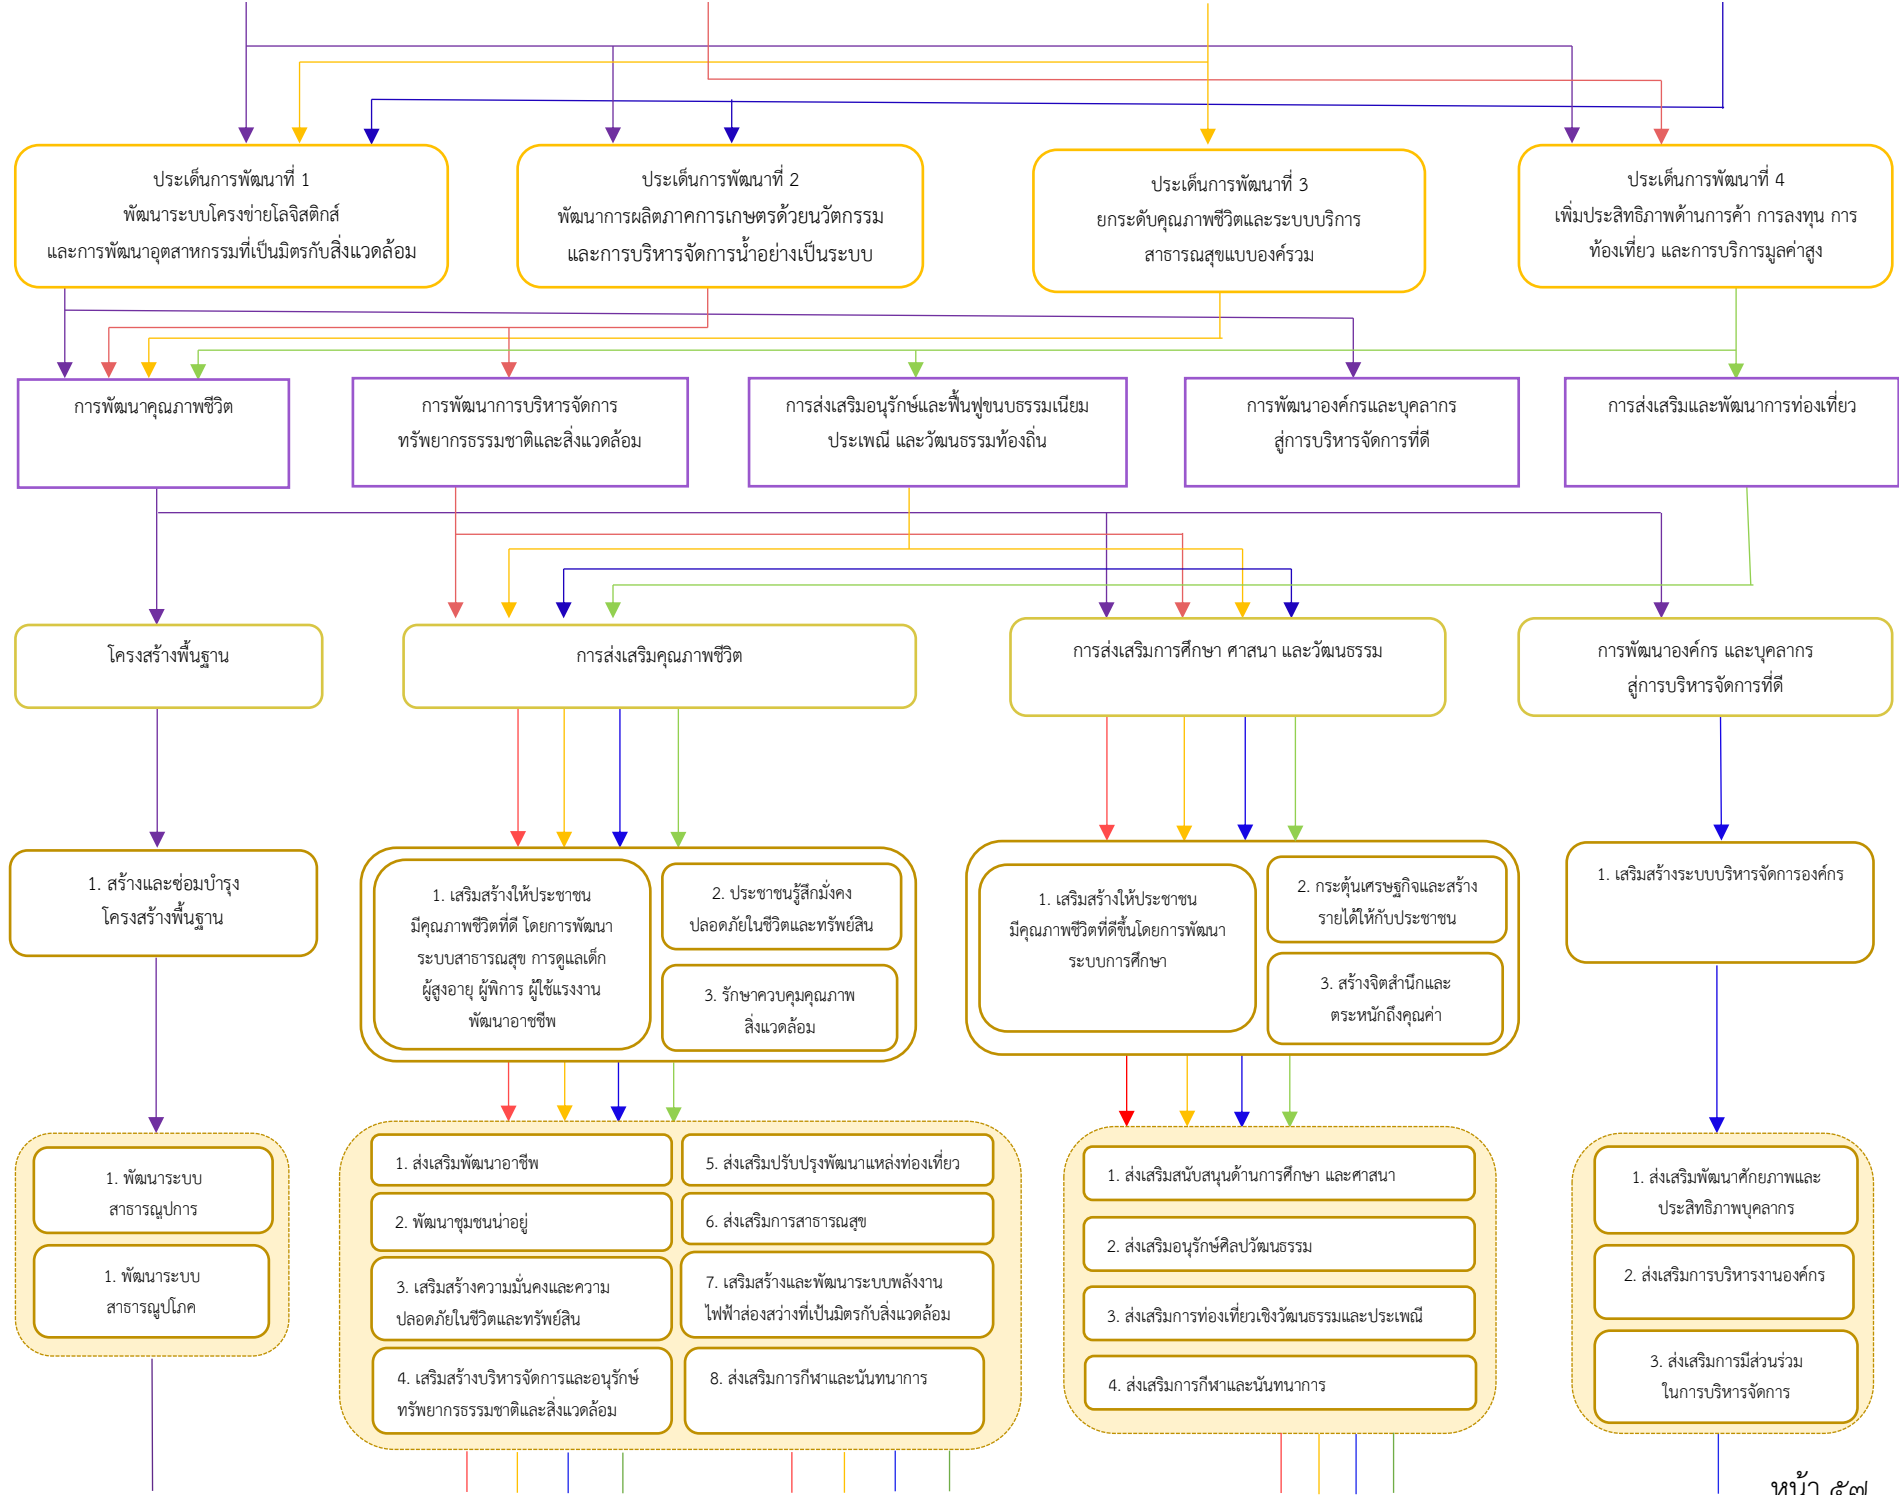 ประเด็นการพัฒนาที่ 1
พัฒนาระบบโครงข่ายโลจิสติกส์
และการพัฒนาอุตสาหกรรมที่เป็นมิตรกับสิ่งแวดล้อม
ประเด็นการพัฒนาที่ 2
พัฒนาการผลิตภาคการเกษตรด้วยนวัตกรรม
และการบริหารจัดการน้ำอย่างเป็นระบบ
ประเด็นการพัฒนาที่ 3
ยกระดับคุณภาพชีวิตและระบบบริการ
สาธารณสุขแบบองค์รวม
ประเด็นการพัฒนาที่ 4
เพิ่มประสิทธิภาพด้านการค้า การลงทุน การ
ท้องเที่ยว และการบริการมูลค่าสูง
การพัฒนาคุณภาพชีวิต
การพัฒนาการบริหารจัดการ
ทรัพยากรธรรมชาติและสิ่งแวดล้อม
การส่งเสริมอนุรักษ์และฟื้นฟูขนบธรรมเนียม
ประเพณี และวัฒนธรรมท้องถิ่น
การพัฒนาองค์กรและบุคลากร
สู่การบริหารจัดการที่ดี
การส่งเสริมและพัฒนาการท่องเที่ยว
โครงสร้างพื้นฐาน
การส่งเสริมคุณภาพชีวิต
การส่งเสริมการศึกษา ศาสนา และวัฒนธรรม
การพัฒนาองค์กร และบุคลากร
สู่การบริหารจัดการที่ดี
1. สร้างและซ่อมบำรุง
โครงสร้างพื้นฐาน
1. เสริมสร้างให้ประชาชน
มีคุณภาพชีวิตที่ดี โดยการพัฒนา
ระบบสาธารณสุข การดูแลเด็ก
ผู้สูงอายุ ผู้พิการ ผู้ใช้แรงงาน
พัฒนาอาชชีพ
2. ประชาชนรู้สึกมั่งคง
ปลอดภัยในชีวิตและทรัพย์สิน
3. รักษาควบคุมคุณภาพ
สิ่งแวดล้อม
1. เสริมสร้างให้ประชาชน
มีคุณภาพชีวิตที่ดีขึ้นโดยการพัฒนา
ระบบการศึกษา
2. กระตุ้นเศรษฐกิจและสร้าง
รายได้ให้กับประชาชน
3. สร้างจิตสำนึกและ
ตระหนักถึงคุณค่า
1. เสริมสร้างระบบบริหารจัดการองค์กร
1. พัฒนาระบบ
สาธารณูปการ
1. พัฒนาระบบ
สาธารณูปโภค
1. ส่งเสริมพัฒนาอาชีพ
2. พัฒนาชุมชนน่าอยู่
3. เสริมสร้างความมั่นคงและความ
ปลอดภัยในชีวิตและทรัพย์สิน
4. เสริมสร้างบริหารจัดการและอนุรักษ์
ทรัพยากรธรรมชาติและสิ่งแวดล้อม
5. ส่งเสริมปรับปรุงพัฒนาแหล่งท่องเที่ยว
6. ส่งเสริมการสาธารณสุข
7. เสริมสร้างและพัฒนาระบบพลังงาน
ไฟฟ้าส่องสว่างที่เป้นมิตรกับสิ่งแวดล้อม
8. ส่งเสริมการกีฬาและนันทนาการ
1. ส่งเสริมสนับสนุนด้านการศึกษา และศาสนา
2. ส่งเสริมอนุรักษ์ศิลปวัฒนธรรม
3. ส่งเสริมการท่องเที่ยวเชิงวัฒนธรรมและประเพณี
4. ส่งเสริมการกีฬาและนันทนาการ
1. ส่งเสริมพัฒนาศักยภาพและ
ประสิทธิภาพบุคลากร
2. ส่งเสริมการบริหารงานองค์กร
3. ส่งเสริมการมีส่วนร่วม
ในการบริหารจัดการ
หน้า ๕๗